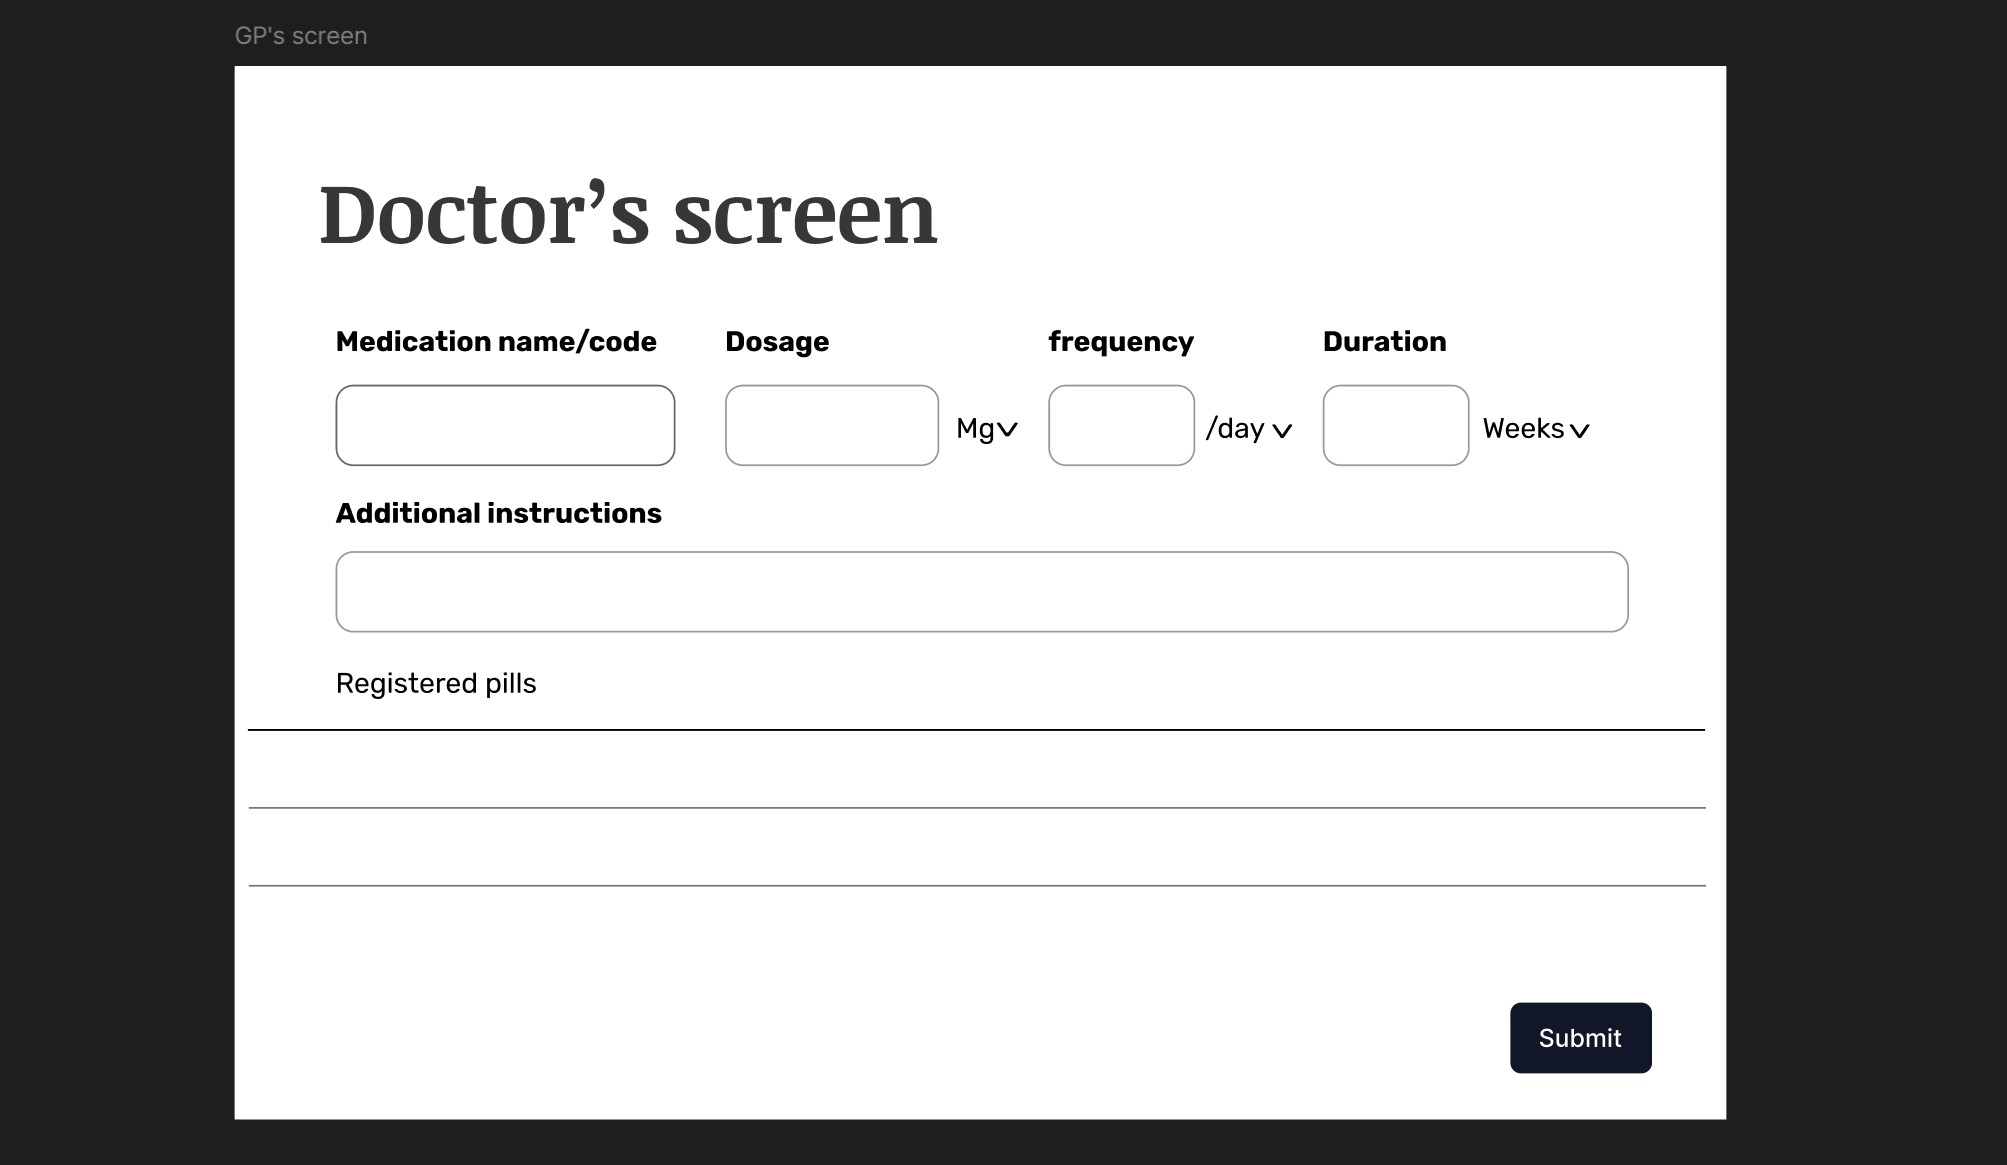 GP's screen
Doctor’s screen
Medication name/code Dosage frequency Duration
Mg /day Weeks
Additional instructions
Registered pills
Submit